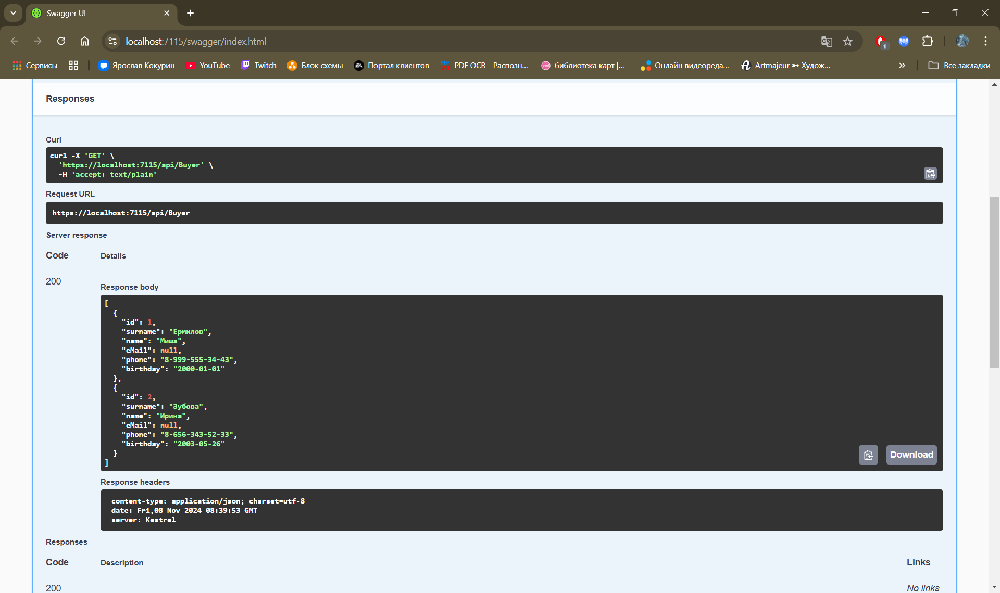 Swagger UI
localhost:7115/swagger/index.html
1
Сервисы
Ярослав Кокурин
YouTube
Twitch
Блок схемы
EA
Портал клиентов
PDF 24
PDF OCR - Распозн...
osu!
библиотека карт |...
Онлайн видеореда...
Artmajeur ➳ Худож...
Все закладки
Responses
Curl
curl -X 'GET' \
'https://localhost:7115/api/Buyer' \
-H 'accept: text/plain'
Request URL
https://localhost:7115/api/Buyer
Server response
Code Details
200
Response body
[
{
"id": 1,
"surname": "Ермилов",
"name": "Миша",
"eMail": null,
"phone": "8-999-555-34-43",
"birthday": "2000-01-01"
},
{
"id": 2,
"surname": "Зубова",
"name": "Ирина",
"eMail": null,
"phone": "8-656-343-52-33",
"birthday": "2003-05-26"
}
]
Download
Response headers
content-type: application/json; charset=utf-8
date: Fri,08 Nov 2024 08:39:53 GMT
server: Kestrel
Responses
Code Description Links
200 No links